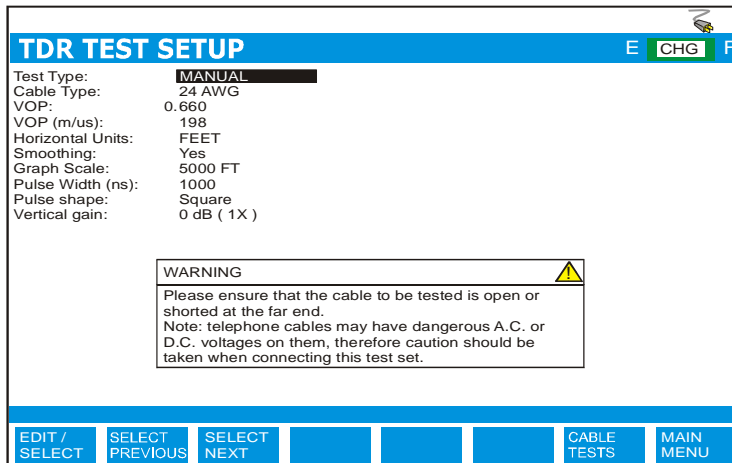 TDR TEST SETUP E CHG F
Test Type: MANUAL
Cable Type: 24 AWG
VOP: 0.660
VOP (m/us): 198
Horizontal Units: FEET
Smoothing: Yes
Graph Scale: 5000 FT
Pulse Width (ns): 1000
Pulse shape: Square
Vertical gain: 0 dB ( 1X )
WARNING
Please ensure that the cable to be tested is open or
shorted at the far end.
Note: telephone cables may have dangerous A.C. or
D.C. voltages on them, therefore caution should be
taken when connecting this test set.
EDIT / SELECT SELECT CABLE MAIN
SELECT PREVIOUS NEXT TESTS MENU